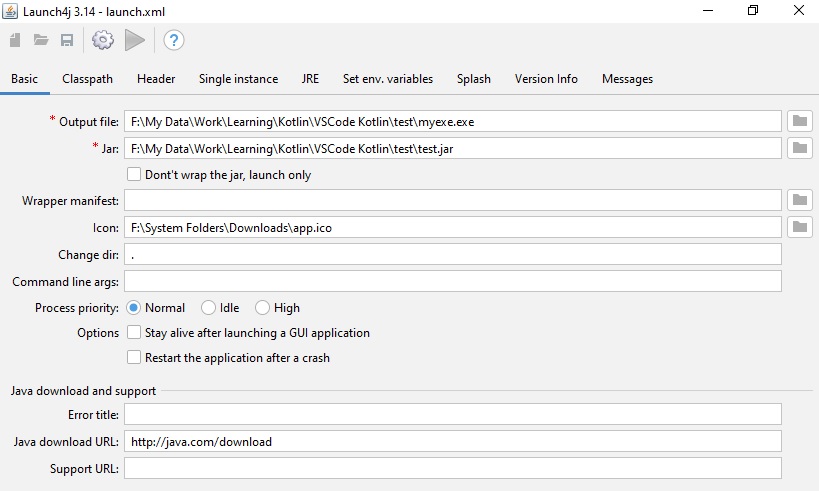 Launch4j 3.14 - launch.xml
Basic Classpath Header Single instance JRE Set env. variables Splash Version Info Messages
* Output file: F:\My Data\Work\Learning\Kotlin\VSCode Kotlin\test\myexe.exe
* Jar: F:\My Data\Work\Learning\Kotlin\VSCode Kotlin\test\test.jar
Dont't wrap the jar, launch only
Wrapper manifest:
Icon: F:\System Folders\Downloads\app.ico
Change dir: .
Command line args:
Process priority: Normal Idle High
Options Stay alive after launching a GUI application
Restart the application after a crash
Java download and support
Error title:
Java download URL: http://java.com/download
Support URL: